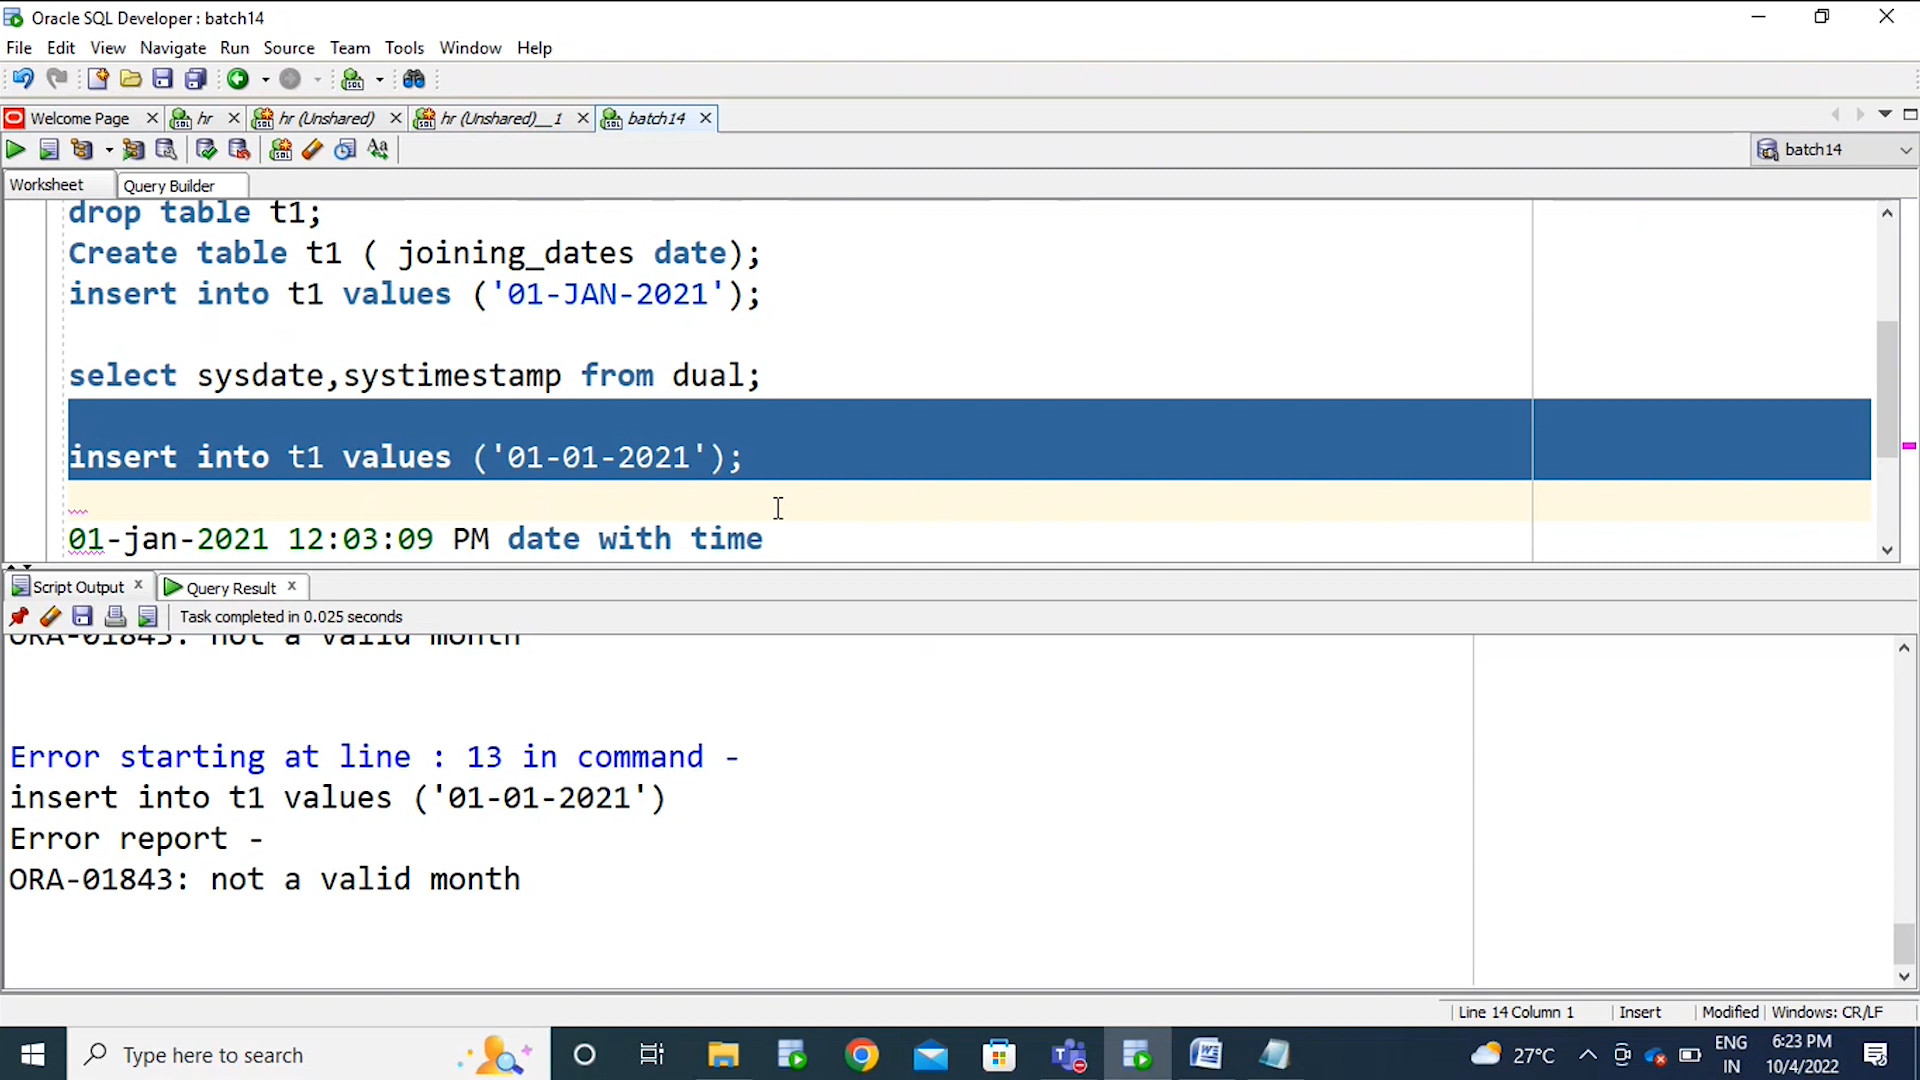 Oracle SQL Developer : batch14
File Edit View Navigate Run Source Team Tools Window Help
Welcome Page hr hr (Unshared) hr (Unshared)__1 batch14
batch14
Worksheet Query Builder
drop table t1;
Create table t1 ( joining_dates date);
insert into t1 values ('01-JAN-2021');
select sysdate,systimestamp from dual;
insert into t1 values ('01-01-2021');
01-jan-2021 12:03:09 PM date with time
Script Output Query Result
Task completed in 0.025 seconds
ORA-01843: not a valid month
Error starting at line : 13 in command -
insert into t1 values ('01-01-2021')
Error report -
ORA-01843: not a valid month
Line 14 Column 1 Insert Modified Windows: CR/LF
Type here to search
27°C
ENG
IN
6:23 PM
10/4/2022